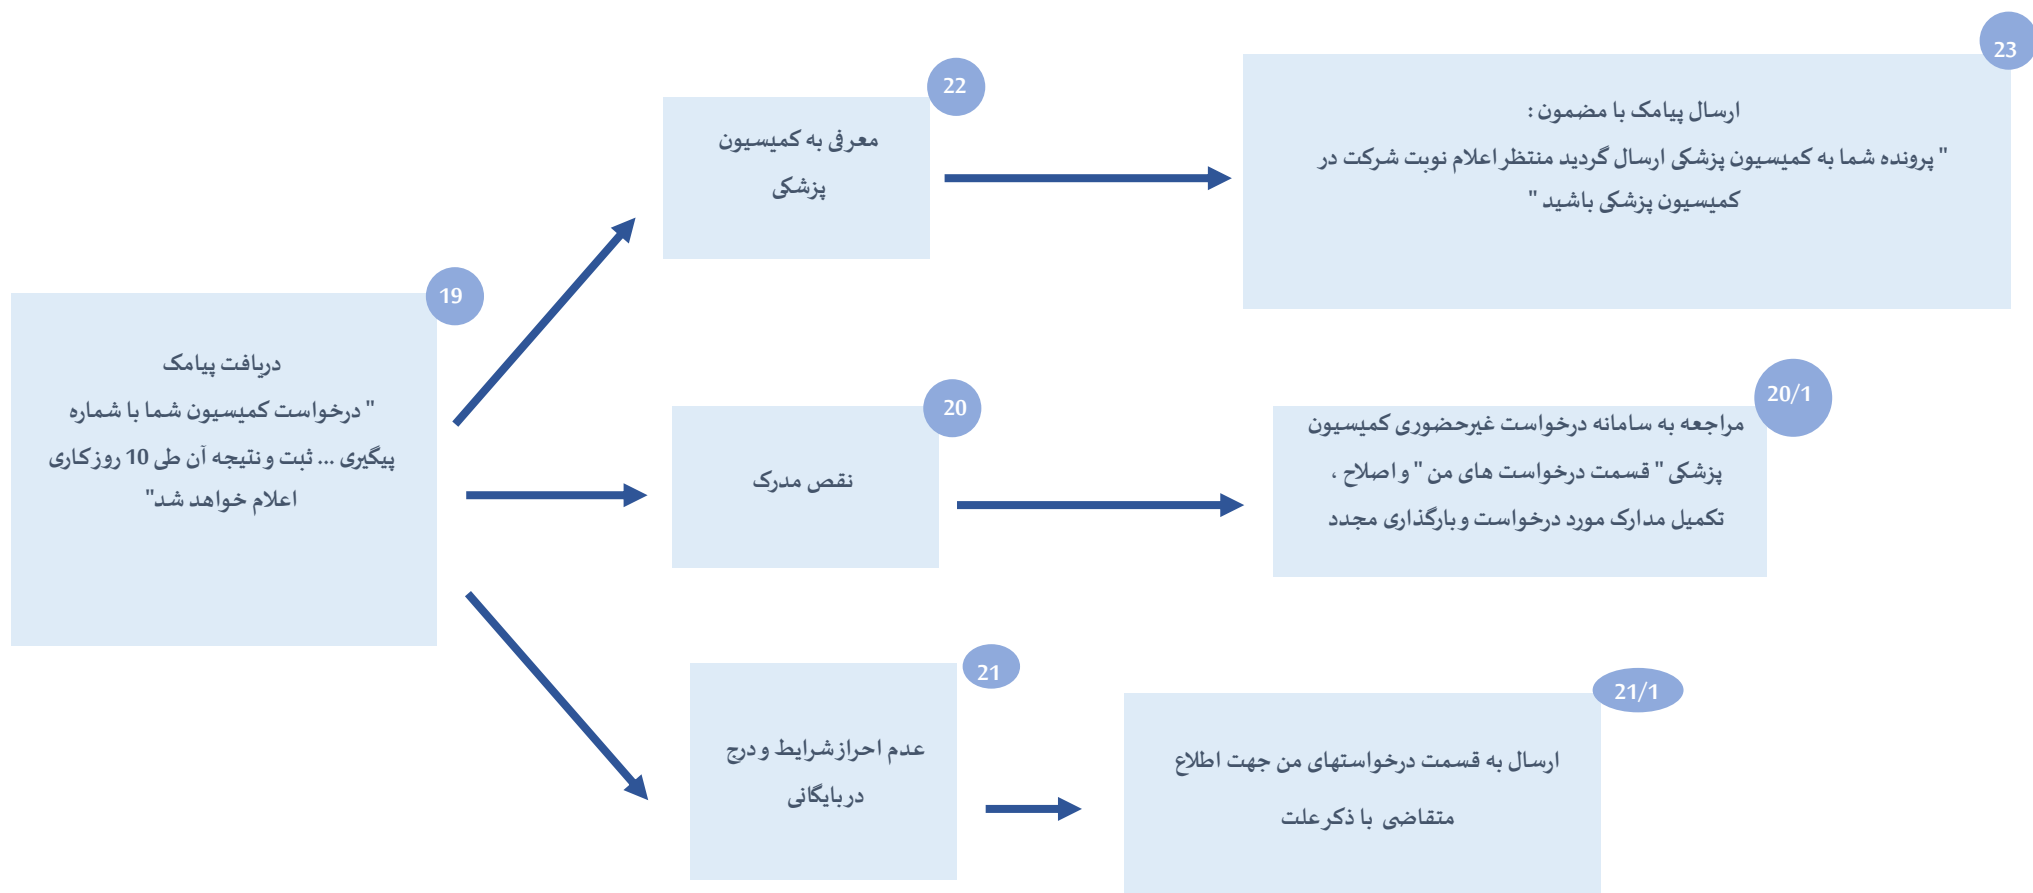 19
دریافت پیامک
" درخواست کمیسیون شما با شماره
پیگیری ... ثبت و نتیجه آن طی 10 روز کاری
اعلام خواهد شد"
22
معرفی به کمیسیون
پزشکی
23
ارسال پیامک با مضمون :
" پرونده شما به کمیسیون پزشکی ارسال گردید منتظر اعلام نوبت شرکت در
کمیسیون پزشکی باشید "
20
نقص مدرک
20/1
مراجعه به سامانه درخواست غیرحضوری کمیسیون
پزشکی " قسمت درخواست های من " و اصلاح ،
تکمیل مدارک مورد درخواست و بارگذاری مجدد
21
عدم احراز شرایط و درج
در بایگانی
21/1
ارسال به قسمت درخواستهای من جهت اطلاع
متقاضی با ذکر علت